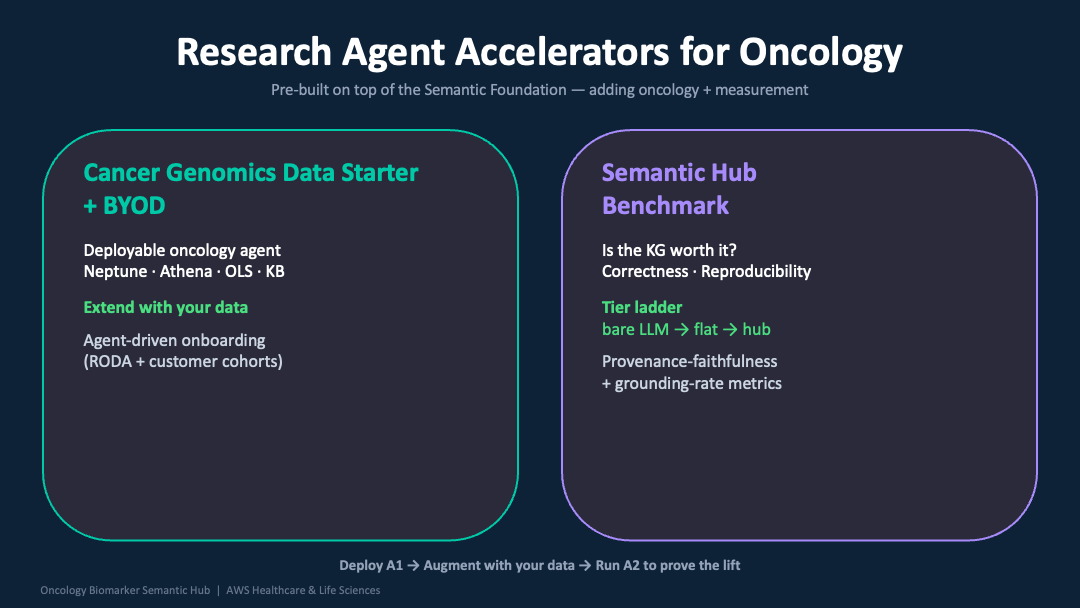 Research Agent Accelerators for Oncology
Pre-built on top of the Semantic Foundation — adding oncology + measurement
Cancer Genomics Data Starter
+ BYOD
Deployable oncology agent
Neptune · Athena · OLS · KB
Extend with your data
Agent-driven onboarding
(RODA + customer cohorts)
Semantic Hub
Benchmark
Is the KG worth it?
Correctness · Reproducibility
Tier ladder
bare LLM → flat → hub
Provenance-faithfulness
+ grounding-rate metrics
Deploy A1 → Augment with your data → Run A2 to prove the lift
Oncology Biomarker Semantic Hub | AWS Healthcare & Life Sciences